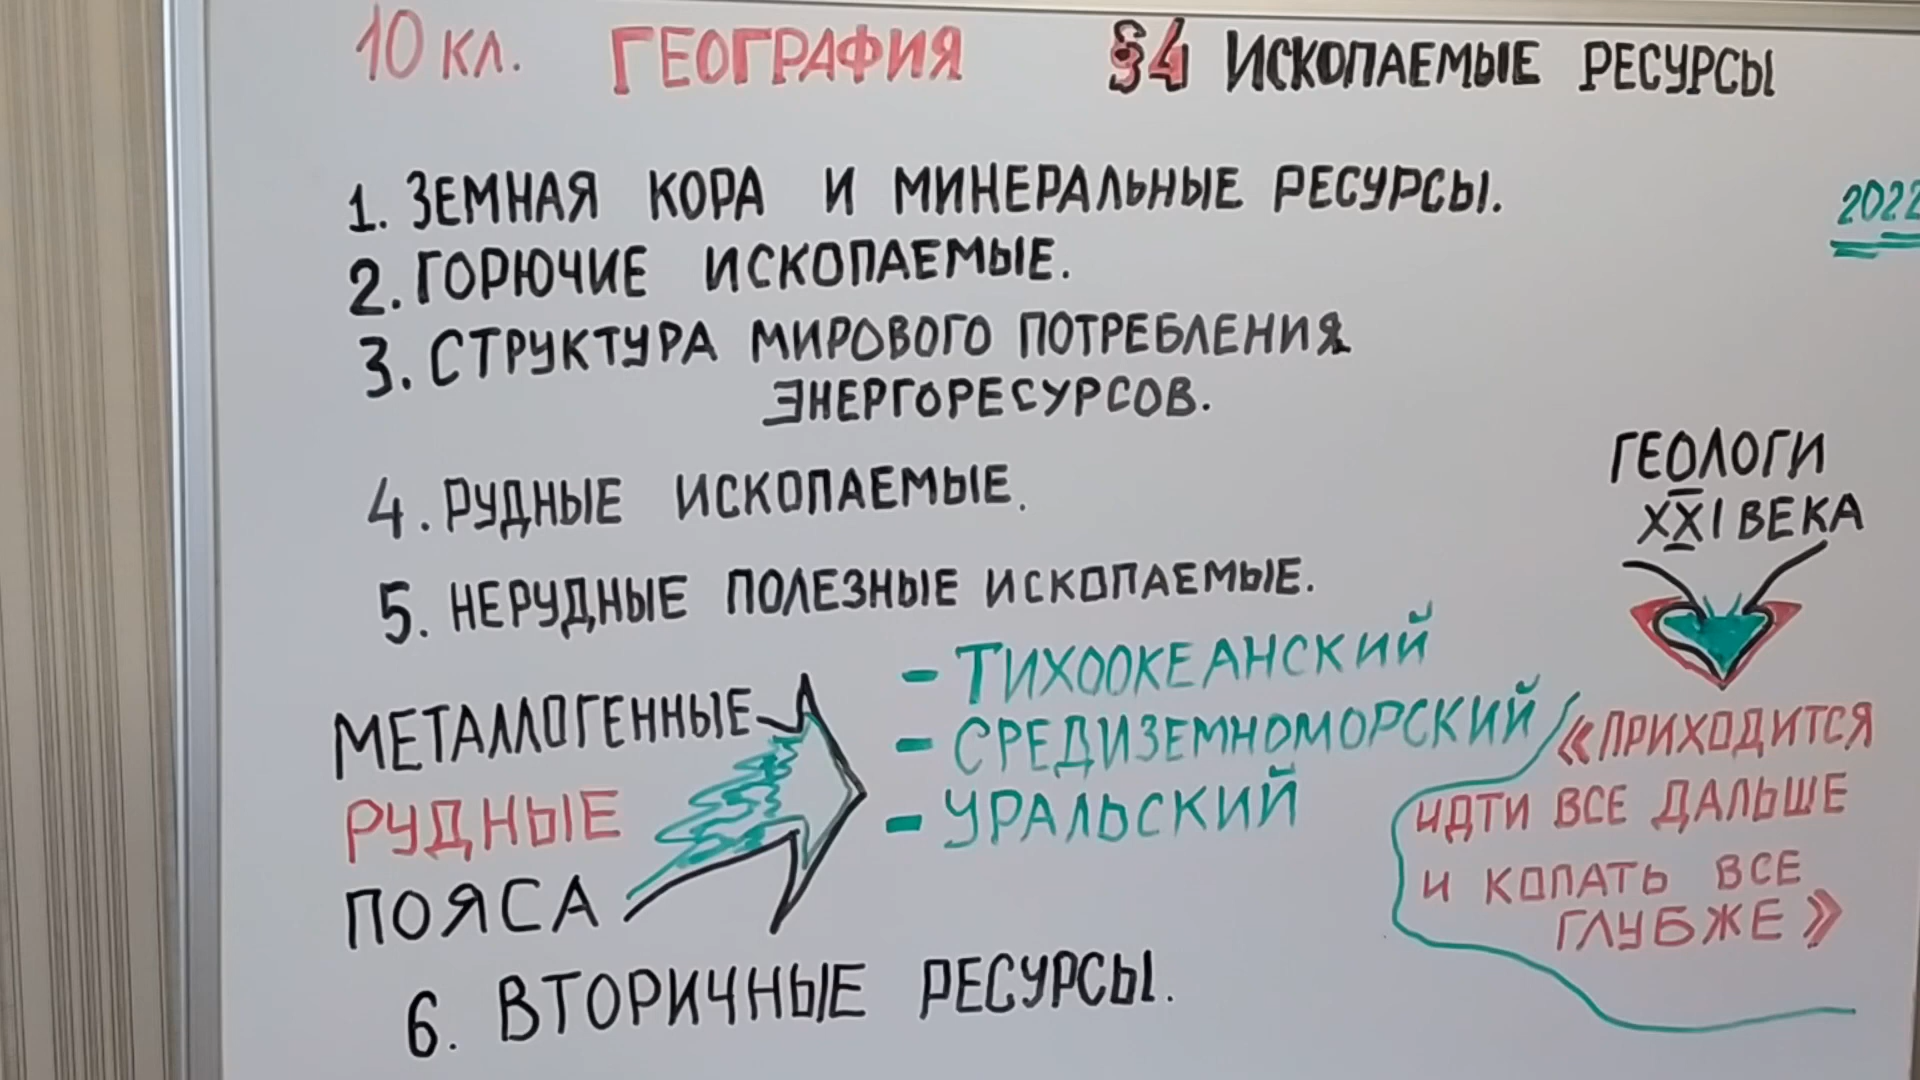 10 КЛ. ГЕОГРАФИЯ §4 ИСКОПАЕМЫЕ РЕСУРСЫ
2022
1. ЗЕМНАЯ КОРА И МИНЕРАЛЬНЫЕ РЕСУРСЫ.
2. ГОРЮЧИЕ ИСКОПАЕМЫЕ.
3. СТРУКТУРА МИРОВОГО ПОТРЕБЛЕНИЯ
ЭНЕРГОРЕСУРСОВ.
4. РУДНЫЕ ИСКОПАЕМЫЕ.
5. НЕРУДНЫЕ ПОЛЕЗНЫЕ ИСКОПАЕМЫЕ.
МЕТАЛЛОГЕННЫЕ
РУДНЫЕ
ПОЯСА
- ТИХООКЕАНСКИЙ
- СРЕДИЗЕМНОМОРСКИЙ
- УРАЛЬСКИЙ
6. ВТОРИЧНЫЕ РЕСУРСЫ.
ГЕОЛОГИ
XXI ВЕКА
«ПРИХОДИТСЯ
ИДТИ ВСЕ ДАЛЬШЕ
И КОПАТЬ ВСЕ
ГЛУБЖЕ»